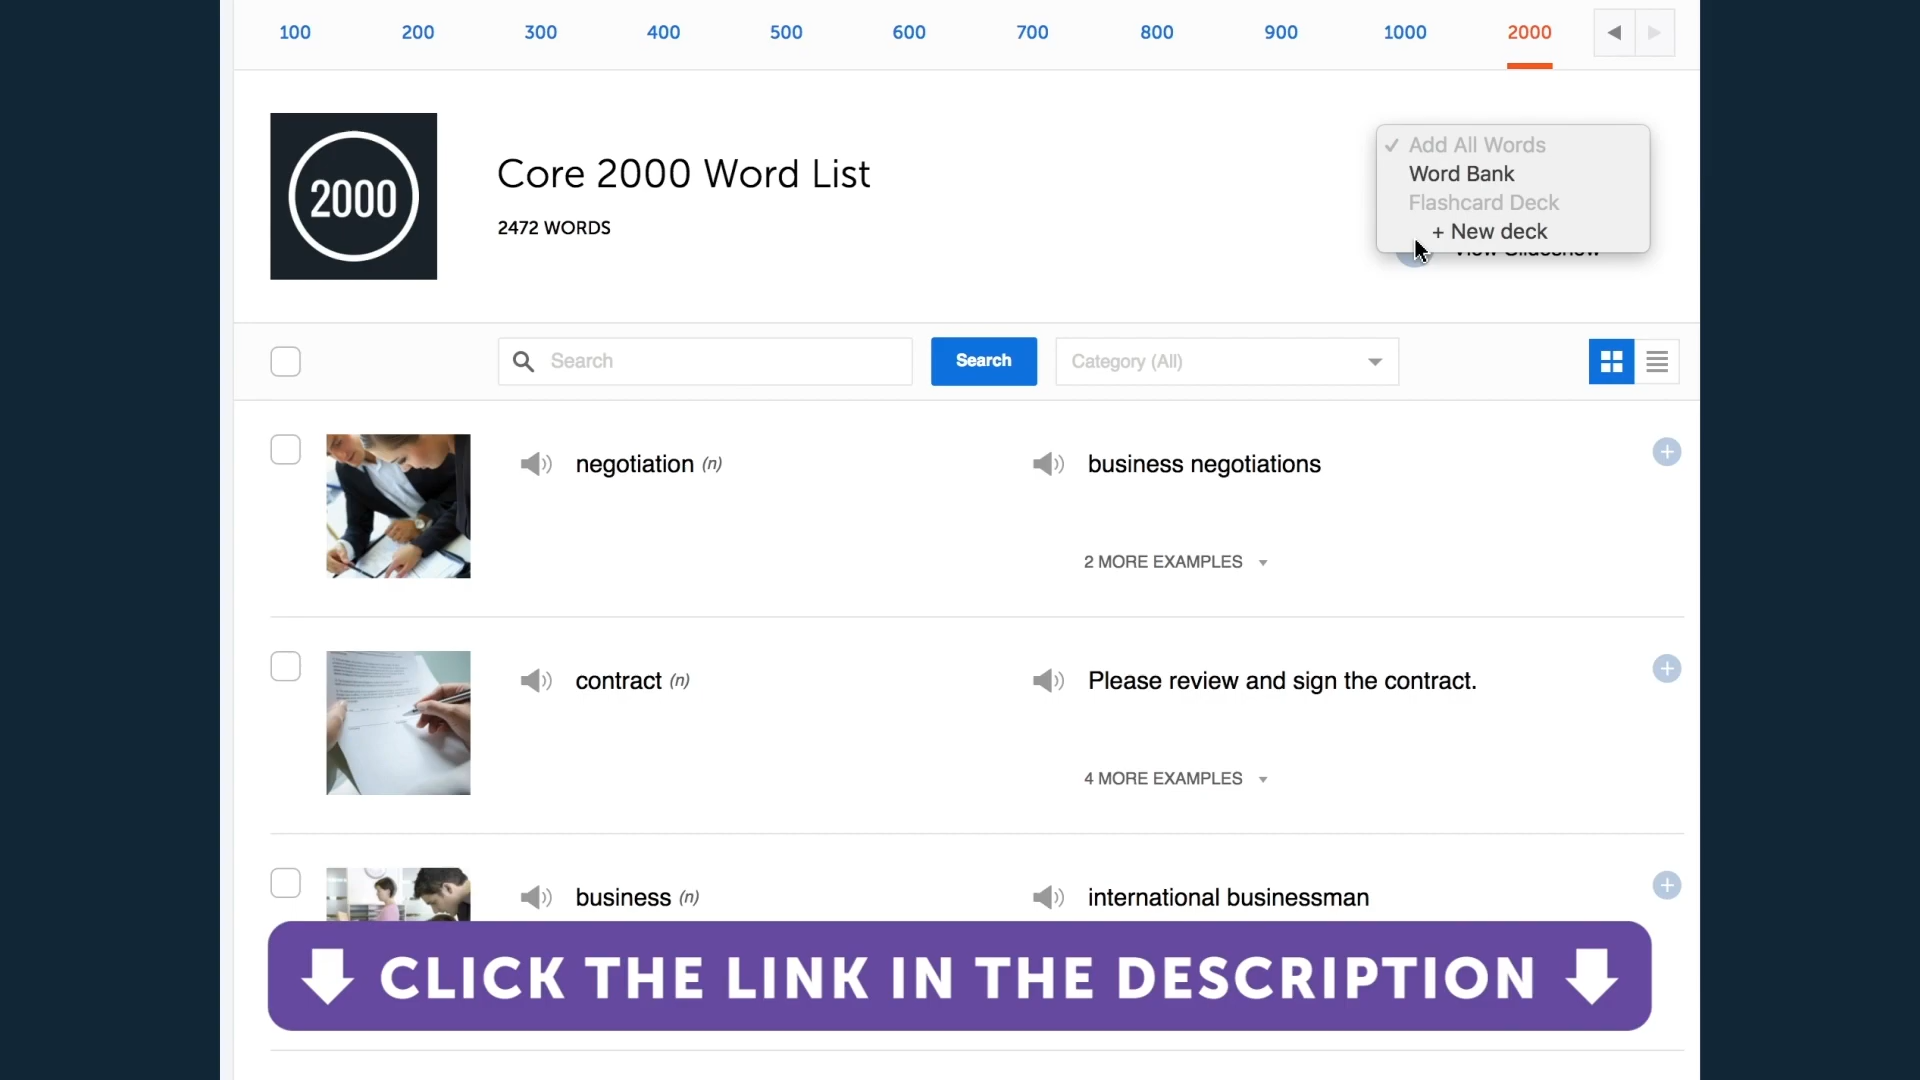 100 200 300 400 500 600 700 800 900 1000 2000
2000
Core 2000 Word List
2472 WORDS
Add All Words
Word Bank
Flashcard Deck
+ New deck
View Slideshow
Search
Search
Category (All)
negotiation (n)
business negotiations
2 MORE EXAMPLES
contract (n)
Please review and sign the contract.
4 MORE EXAMPLES
business (n)
international businessman
CLICK THE LINK IN THE DESCRIPTION